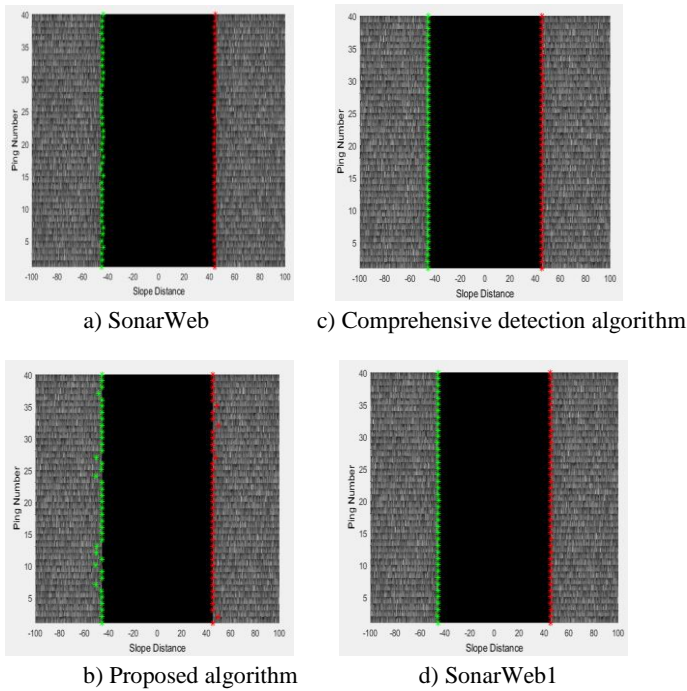 40
35
30
25
20
15
10
5
Ping Number
-100 -80 -60 -40 -20 0 20 40 60 80 100
Slope Distance
a) SonarWeb
40
35
30
25
20
15
10
5
Ping Number
-100 -80 -60 -40 -20 0 20 40 60 80 100
Slope Distance
c) Comprehensive detection algorithm
40
35
30
25
20
15
10
5
Ping Number
-100 -80 -60 -40 -20 0 20 40 60 80 100
Slope Distance
b) Proposed algorithm
40
35
30
25
20
15
10
5
Ping Number
-100 -80 -60 -40 -20 0 20 40 60 80 100
Slope Distance
d) SonarWeb1